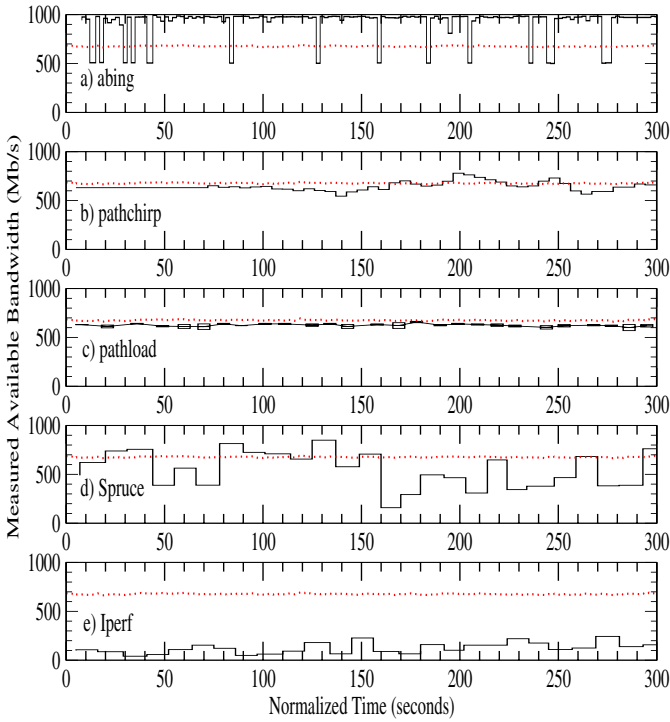 Measured Available Bandwidth (Mb/s)
1000
500
0
a) abing
0 50 100 150 200 250 300
1000
500
0
b) pathchirp
0 50 100 150 200 250 300
1000
500
0
c) pathload
0 50 100 150 200 250 300
1000
500
0
d) Spruce
0 50 100 150 200 250 300
1000
500
0
e) Iperf
0 50 100 150 200 250 300
Normalized Time (seconds)